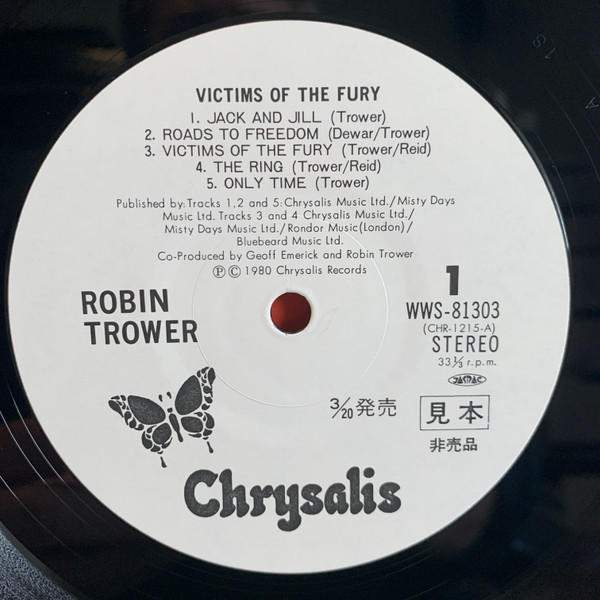 VICTIMS OF THE FURY
1. JACK AND JILL (Trower)
2. ROADS TO FREEDOM (Dewar/Trower)
3. VICTIMS OF THE FURY (Trower/Reid)
4. THE RING (Trower/Reid)
5. ONLY TIME (Trower)
Published by: Tracks 1,2 and 5: Chrysalis Music Ltd./Misty Days
Music Ltd. Tracks 3 and 4 Chrysalis Music Ltd./
Misty Days Music Ltd./Rondor Music(London)/
Bluebeard Music Ltd.
Co-Produced by Geoff Emerick and Robin Trower
Ⓟ Ⓒ 1980 Chrysalis Records
ROBIN
TROWER
1
WWS-81303
(CHR-1215-A)
STEREO
33⅓ r.p.m.
JASRAC
3/20 発売
見本
非売品
Chrysalis